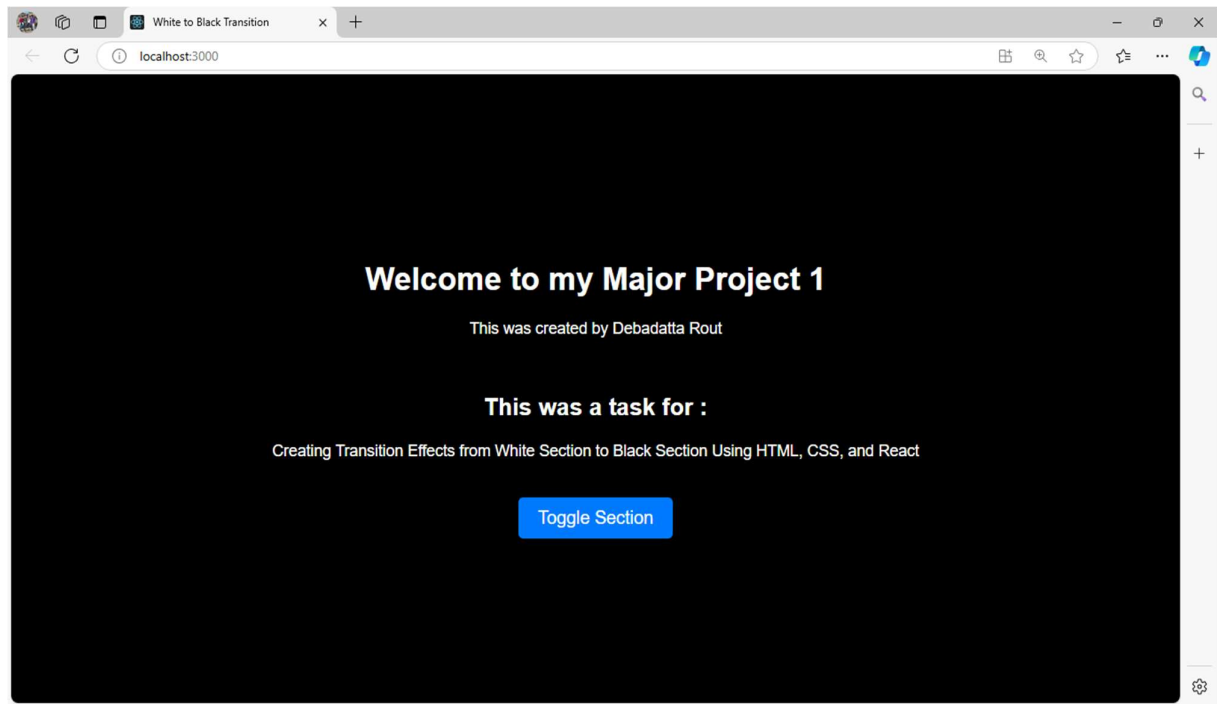 White to Black Transition
localhost:3000
Welcome to my Major Project 1
This was created by Debadatta Rout
This was a task for :
Creating Transition Effects from White Section to Black Section Using HTML, CSS, and React
Toggle Section